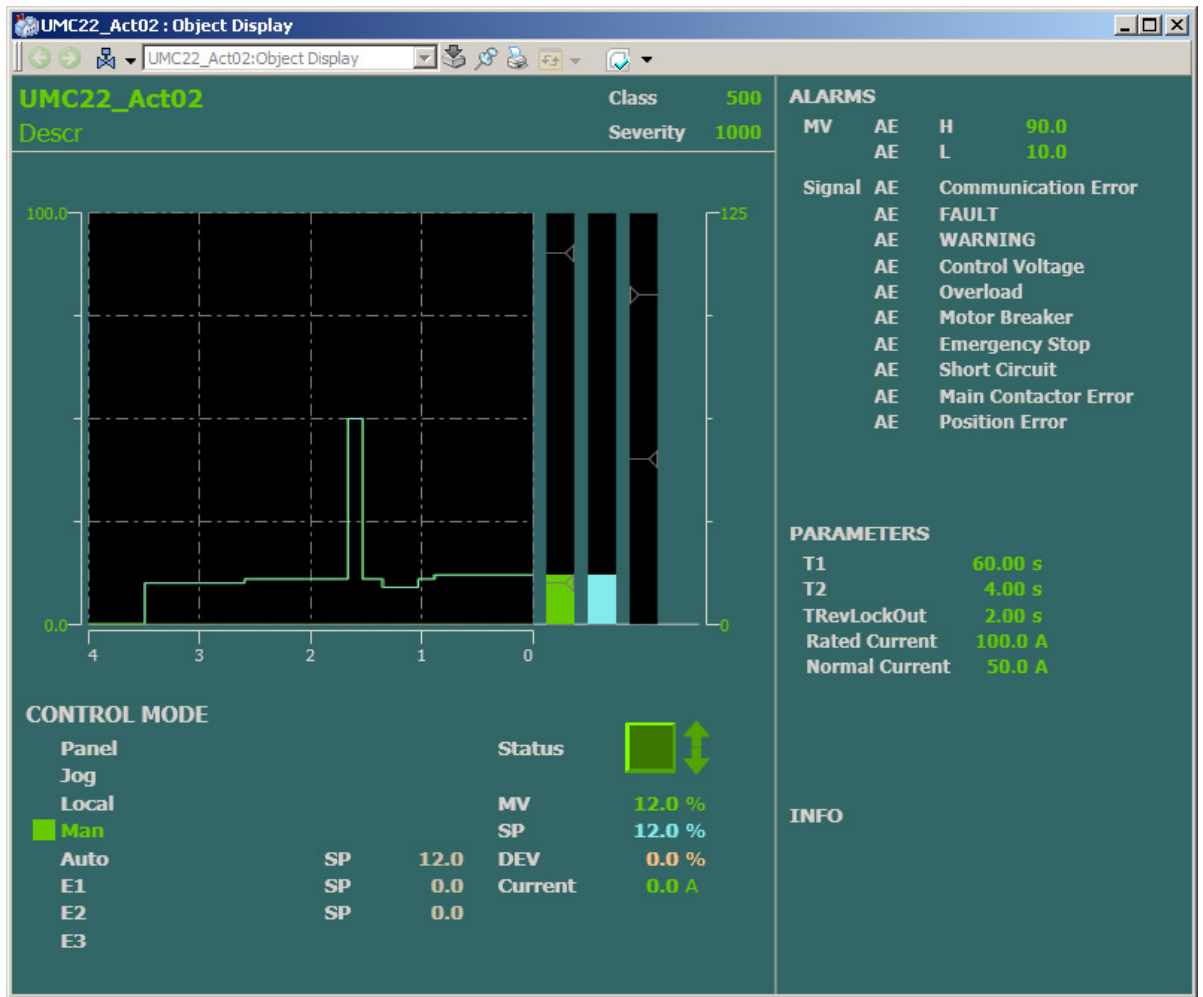 UMC22_Act02 : Object Display
UMC22_Act02:Object Display
UMC22_Act02
Class 500
Descr
Severity 1000
100.0
125
0.0
0
4 3 2 1 0
CONTROL MODE
Panel
Status
Jog
Local
MV 12.0 %
Man
SP 12.0 %
Auto SP 12.0
DEV 0.0 %
E1 SP 0.0
Current 0.0 A
E2 SP 0.0
E3
ALARMS
MV AE H 90.0
AE L 10.0
Signal AE Communication Error
AE FAULT
AE WARNING
AE Control Voltage
AE Overload
AE Motor Breaker
AE Emergency Stop
AE Short Circuit
AE Main Contactor Error
AE Position Error
PARAMETERS
T1 60.00 s
T2 4.00 s
TRevLockOut 2.00 s
Rated Current 100.0 A
Normal Current 50.0 A
INFO